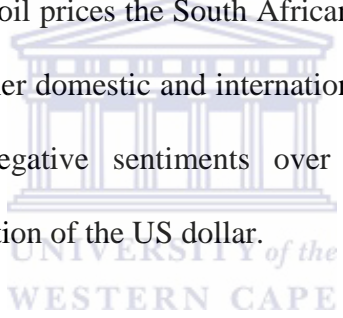 oil prices the South African
er domestic and internation
egative sentiments over
tion of the US dollar.
UNIVERSITY of the
WESTERN CAPE